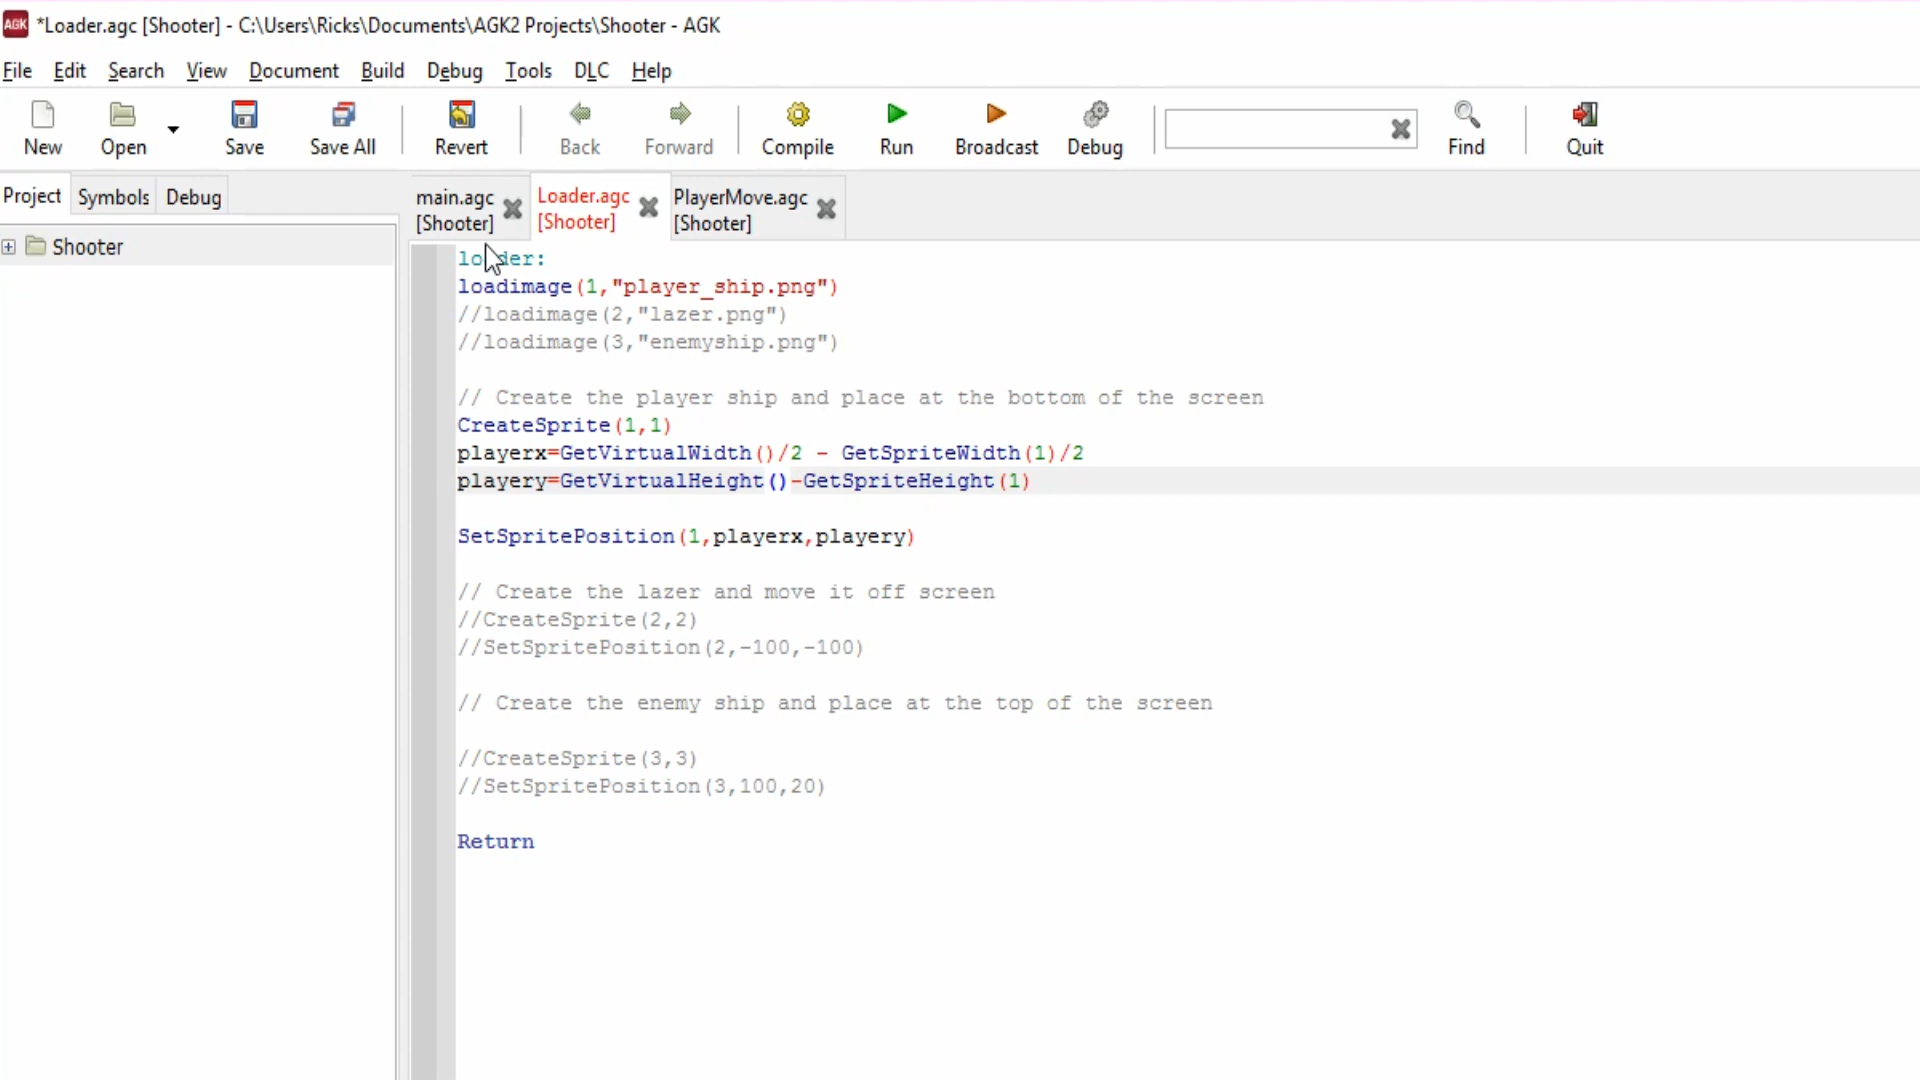 AGK *Loader.agc [Shooter] - C:\Users\Ricks\Documents\AGK2 Projects\Shooter - AGK
File Edit Search View Document Build Debug Tools DLC Help
New Open Save Save All Revert Back Forward Compile Run Broadcast Debug Find Quit
Project Symbols Debug
main.agc [Shooter]
Loader.agc [Shooter]
PlayerMove.agc [Shooter]
Shooter
loader:
loadimage(1,"player_ship.png")
//loadimage(2,"lazer.png")
//loadimage(3,"enemyship.png")
// Create the player ship and place at the bottom of the screen
CreateSprite(1,1)
playerx=GetVirtualWidth()/2 - GetSpriteWidth(1)/2
playery=GetVirtualHeight()-GetSpriteHeight(1)
SetSpritePosition(1,playerx,playery)
// Create the lazer and move it off screen
//CreateSprite(2,2)
//SetSpritePosition(2,-100,-100)
// Create the enemy ship and place at the top of the screen
//CreateSprite(3,3)
//SetSpritePosition(3,100,20)
Return